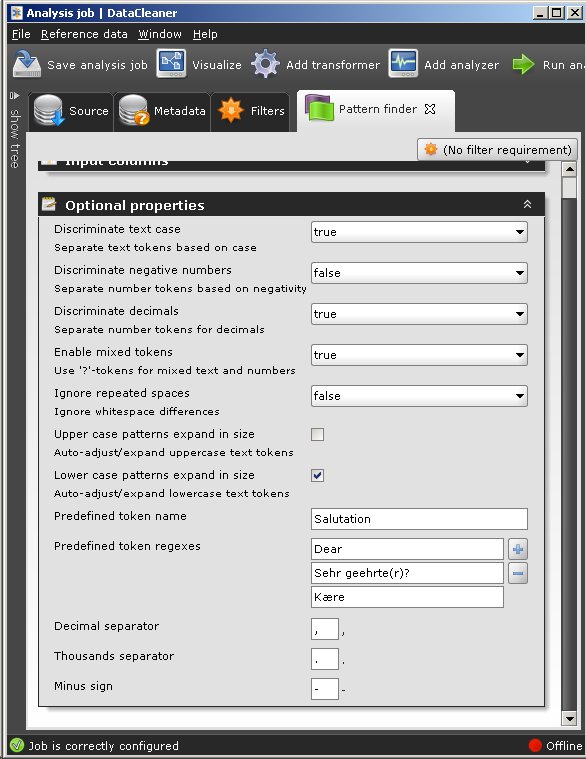 Analysis job | DataCleaner
File Reference data Window Help
Save analysis job Visualize Add transformer Add analyzer Run an
show tree
Source Metadata Filters Pattern finder
(No filter requirement)
Input columns
Optional properties
Discriminate text case
Separate text tokens based on case
true
Discriminate negative numbers
Separate number tokens based on negativity
false
Discriminate decimals
Separate number tokens for decimals
true
Enable mixed tokens
Use '?'-tokens for mixed text and numbers
true
Ignore repeated spaces
Ignore whitespace differences
false
Upper case patterns expand in size
Auto-adjust/expand uppercase text tokens
Lower case patterns expand in size
Auto-adjust/expand lowercase text tokens
Predefined token name Salutation
Predefined token regexes Dear
Sehr geehrte(r)?
Kære
Decimal separator , ,
Thousands separator . .
Minus sign - -
Job is correctly configured Offline